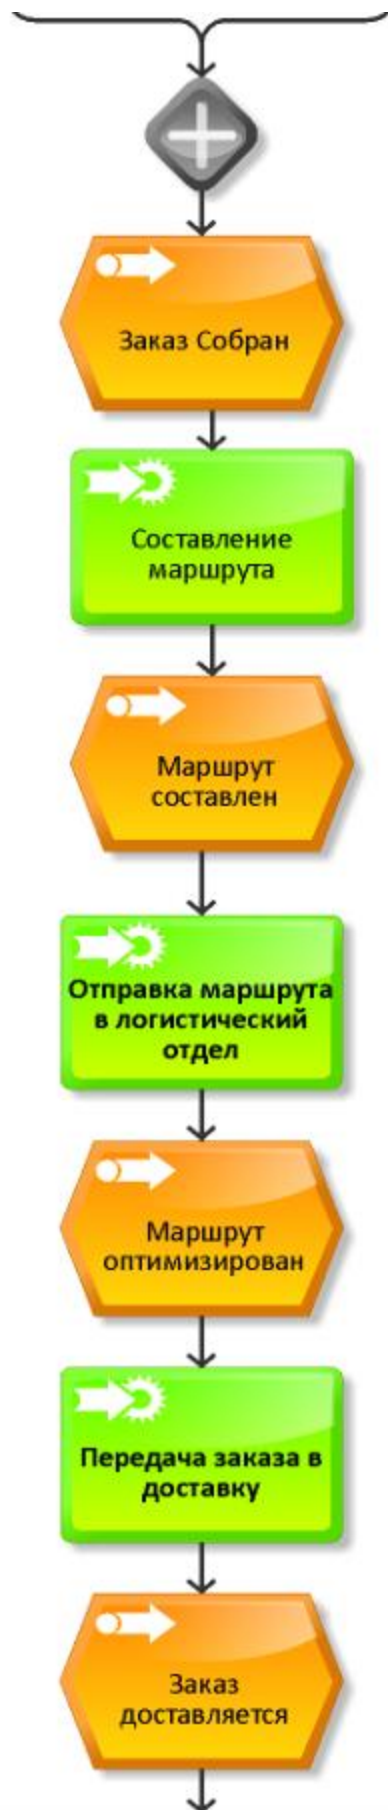 Заказ Собран
Составление
маршрута
Маршрут
составлен
Отправка маршрута
в логистический
отдел
Маршрут
оптимизирован
Передача заказа в
доставку
Заказ
доставляется